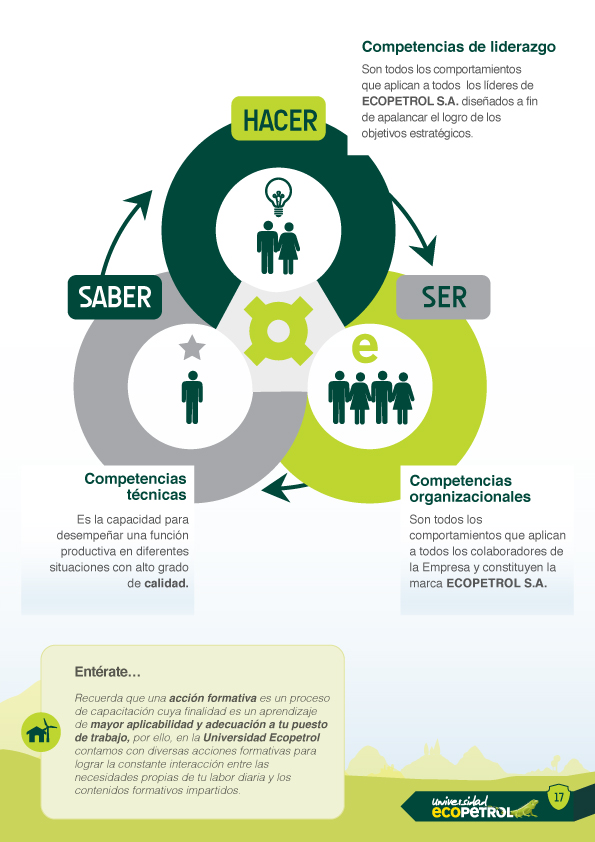 Competencias de liderazgo
Son todos los comportamientos
que aplican a todos los líderes de
ECOPETROL S.A. diseñados a fin
de apalancar el logro de los
objetivos estratégicos.
HACER
SABER
SER
e
Competencias
técnicas
Es la capacidad para
desempeñar una función
productiva en diferentes
situaciones con alto grado
de calidad.
Competencias
organizacionales
Son todos los
comportamientos que aplican
a todos los colaboradores de
la Empresa y constituyen la
marca ECOPETROL S.A.
Entérate…
Recuerda que una acción formativa es un proceso
de capacitación cuya finalidad es un aprendizaje
de mayor aplicabilidad y adecuación a tu puesto
de trabajo, por ello, en la Universidad Ecopetrol
contamos con diversas acciones formativas para
lograr la constante interacción entre las
necesidades propias de tu labor diaria y los
contenidos formativos impartidos.
universidad
ECOPETROL
17